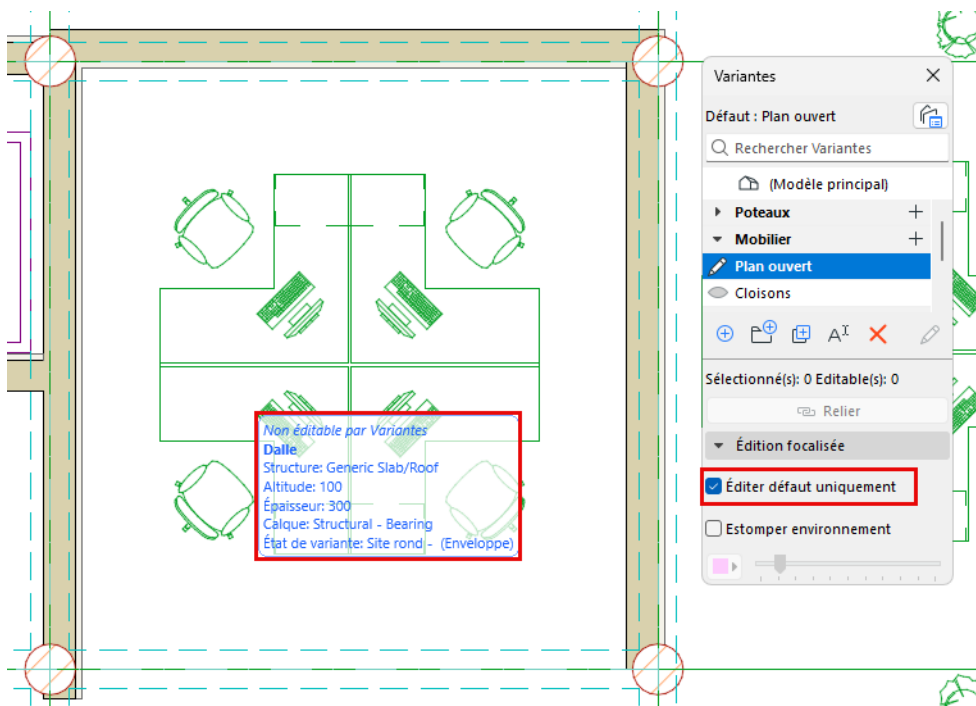 Variantes
Défaut : Plan ouvert
Rechercher Variantes
(Modèle principal)
Poteaux
Mobilier
Plan ouvert
Cloisons
Sélectionné(s): 0 Editable(s): 0
Relier
Édition focalisée
Éditer défaut uniquement
Estomper environnement
Non éditable par Variantes
Dalle
Structure: Generic Slab/Roof
Altitude: 100
Épaisseur: 300
Calque: Structural - Bearing
État de variante: Site rond - (Enveloppe)